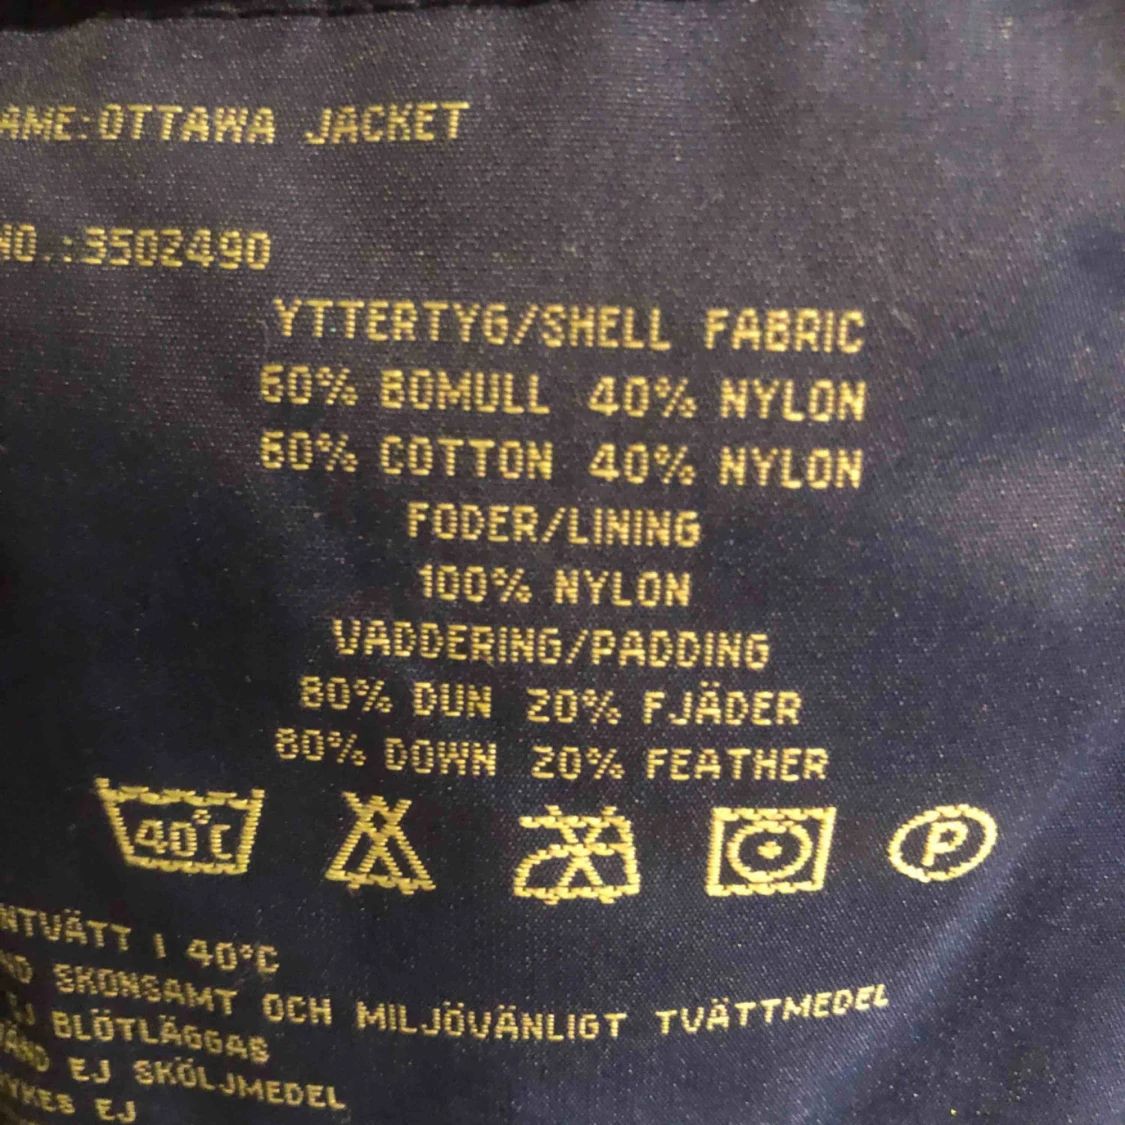 AME:OTTAWA JACKET
NO.:3502490
YTTERTYG/SHELL FABRIC
60% BOMULL 40% NYLON
60% COTTON 40% NYLON
FODER/LINING
100% NYLON
VADDERING/PADDING
80% DUN 20% FJÄDER
80% DOWN 20% FEATHER
40°C P
NTVÄTT I 40°C
ND SKONSAMT OCH MILJÖVÄNLIGT TVÄTTMEDEL
EJ BLÖTLÄGGAS
ÄND EJ SKÖLJMEDEL
RYKES EJ